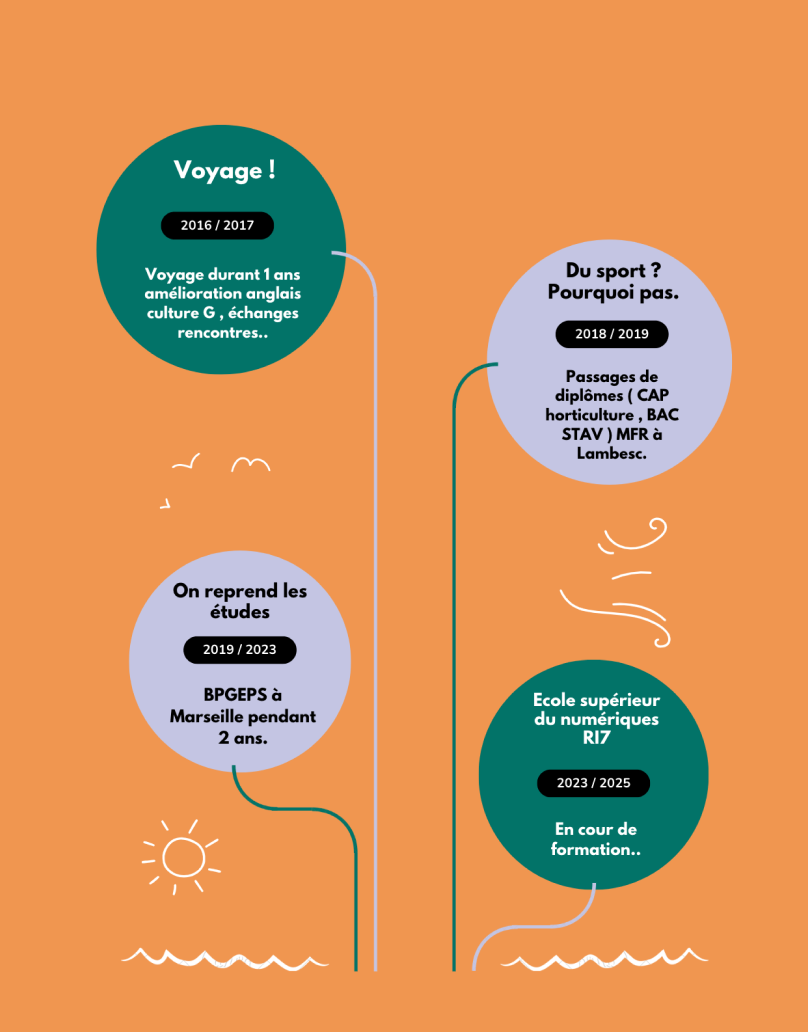 Voyage !
2016 / 2017
Voyage durant 1 ans
amélioration anglais
culture G , échanges
rencontres..
Du sport ?
Pourquoi pas.
2018 / 2019
Passages de
diplômes ( CAP
horticulture , BAC
STAV ) MFR à
Lambesc.
On reprend les
études
2019 / 2023
BPGEPS à
Marseille pendant
2 ans.
Ecole supérieur
du numériques
RI7
2023 / 2025
En cour de
formation..